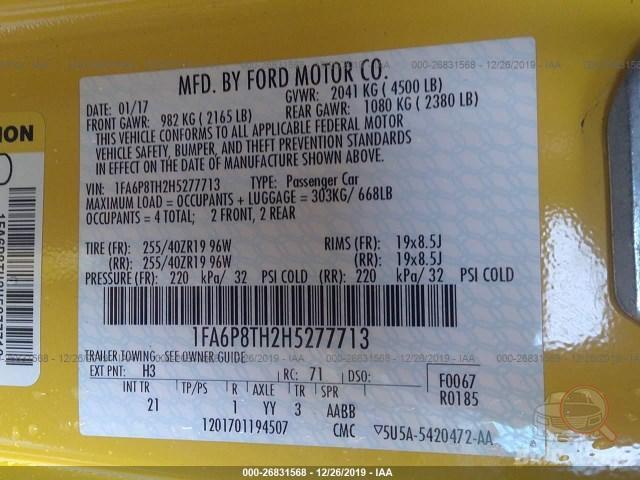 000-26831568 - 12/26/2019 - IAA
MFD. BY FORD MOTOR CO.
DATE: 01/17 GVWR: 2041 KG ( 4500 LB)
FRONT GAWR: 982 KG ( 2165 LB) REAR GAWR: 1080 KG ( 2380 LB)
THIS VEHICLE CONFORMS TO ALL APPLICABLE FEDERAL MOTOR
VEHICLE SAFETY, BUMPER, AND THEFT PREVENTION STANDARDS
IN EFFECT ON THE DATE OF MANUFACTURE SHOWN ABOVE.
VIN: 1FA6P8TH2H5277713 TYPE: Passenger Car
MAXIMUM LOAD = OCCUPANTS + LUGGAGE = 303KG/ 668LB
OCCUPANTS = 4 TOTAL; 2 FRONT, 2 REAR
TIRE (FR): 255/40ZR19 96W RIMS (FR): 19x8.5J
(RR): 255/40ZR19 96W (RR): 19x8.5J
PRESSURE (FR): 220 kPa/ 32 PSI COLD (RR): 220 kPa/ 32 PSI COLD
1FA6P8TH2H5277713
TRAILER TOWING: SEE OWNER GUIDE
EXT PNT: H3 RC: 71 DSO: F0067
INT TR TP/PS R AXLE TR SPR R0185
21 1 YY 3 AABB
1201701194507 CMC ▽5U5A-5420472-AA
000-26831568 - 12/26/2019 - IAA